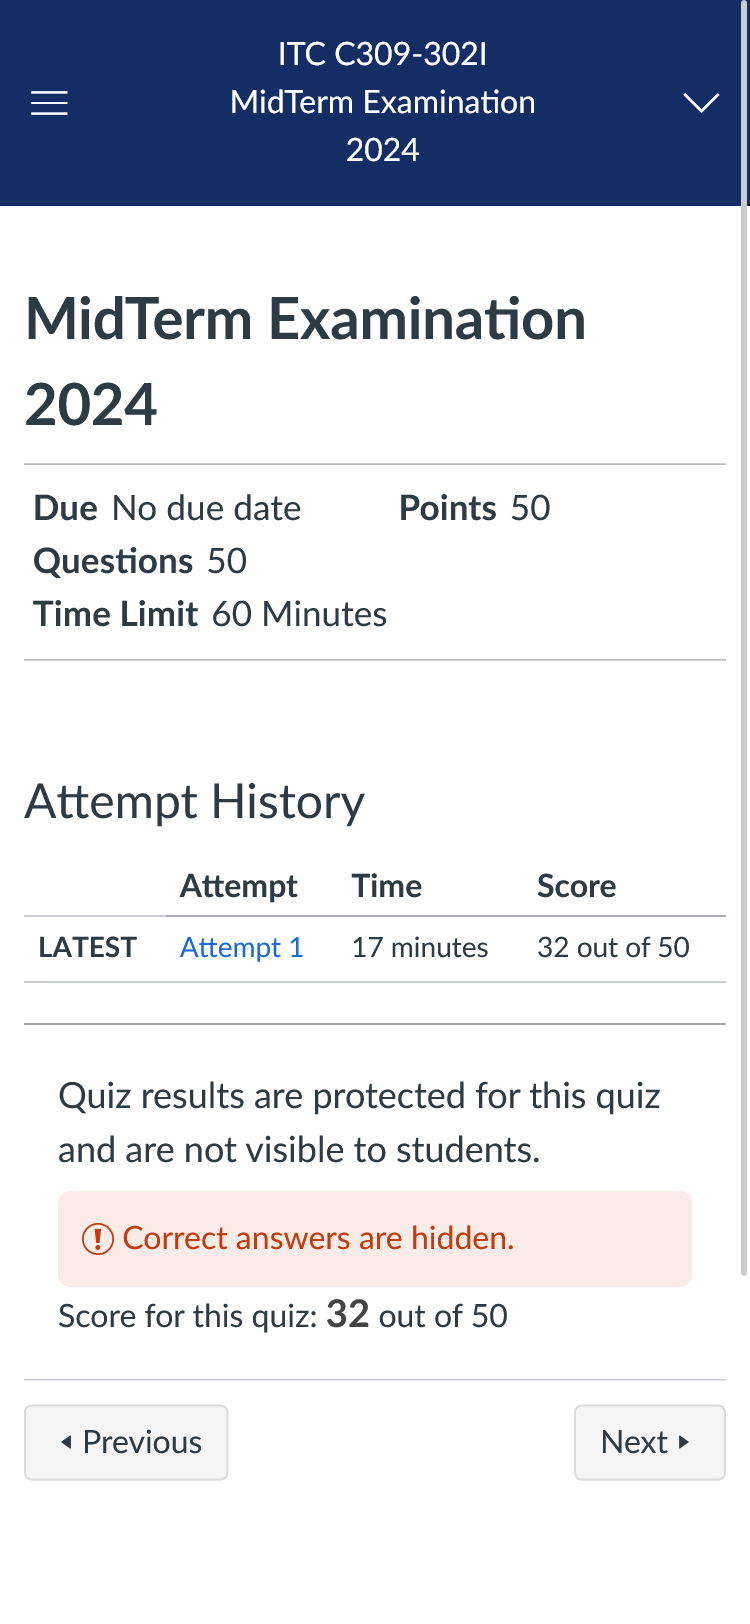 ITC C309-302I
MidTerm Examination
2024
MidTerm Examination
2024
Due No due date Points 50
Questions 50
Time Limit 60 Minutes
Attempt History
Attempt Time Score
LATEST Attempt 1 17 minutes 32 out of 50
Quiz results are protected for this quiz
and are not visible to students.
Correct answers are hidden.
Score for this quiz: 32 out of 50
Previous Next